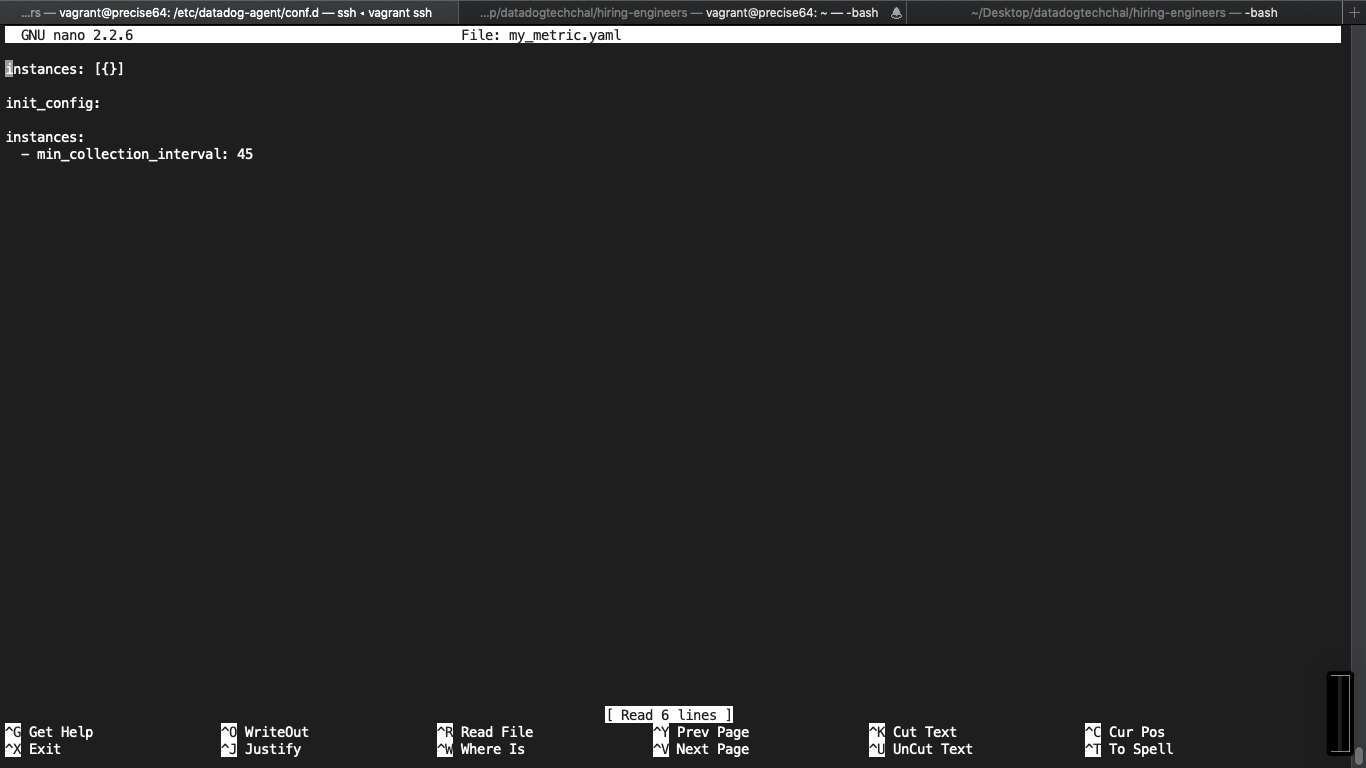 ...rs — vagrant@precise64: /etc/datadog-agent/conf.d — ssh ◂ vagrant ssh
...p/datadogtechchal/hiring-engineers — vagrant@precise64: ~ — -bash
~/Desktop/datadogtechchal/hiring-engineers — -bash
GNU nano 2.2.6 File: my_metric.yaml
instances: [{}]
init_config:
instances:
- min_collection_interval: 45
[ Read 6 lines ]
^G Get Help ^O WriteOut ^R Read File ^Y Prev Page ^K Cut Text ^C Cur Pos
^X Exit ^J Justify ^W Where Is ^V Next Page ^U UnCut Text ^T To Spell